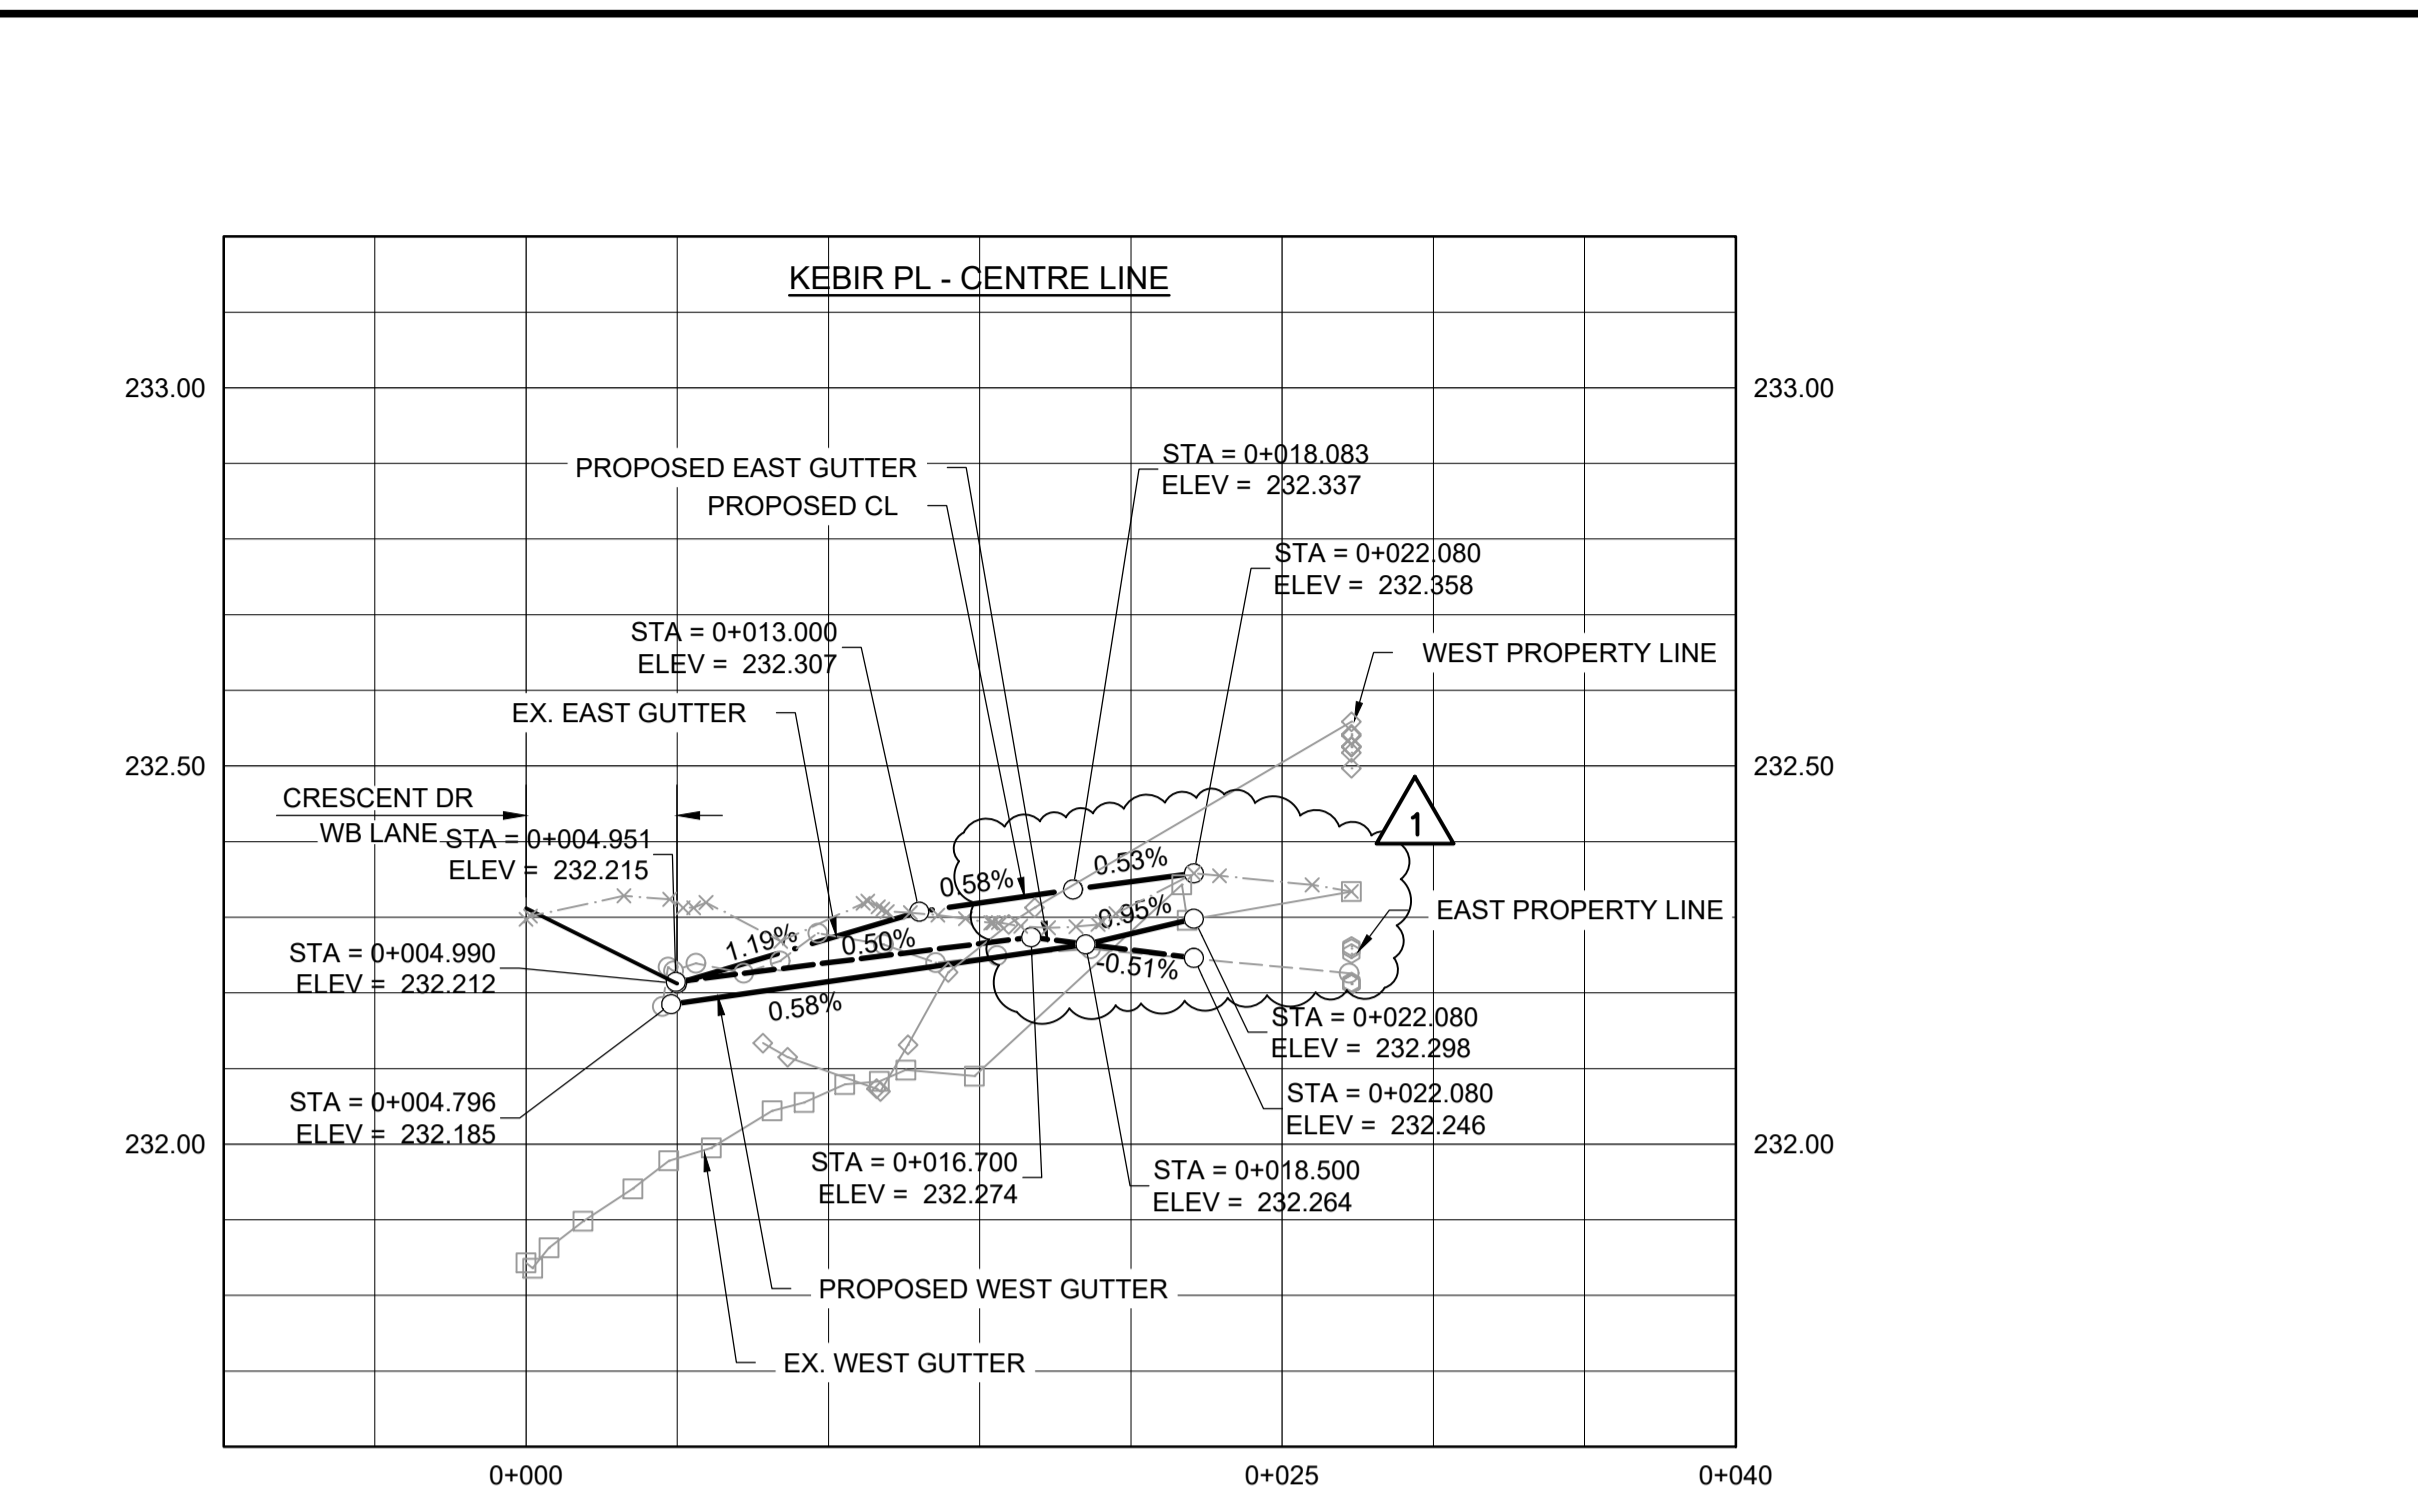 KEBIR PL - CENTRE LINE
233.00
233.00
STA = 0+018.083
ELEV = 232.337
PROPOSED EAST GUTTER
PROPOSED CL
STA = 0+022.080
ELEV = 232.358
STA = 0+013.000
ELEV = 232.307
WEST PROPERTY LINE
EX. EAST GUTTER
232.50
232.50
CRESCENT DR
WB LANE
STA = 0+004.951
ELEV = 232.215
1
0.53%
0.58%
0.95%
EAST PROPERTY LINE
1.19%
0.50%
-0.51%
STA = 0+004.990
ELEV = 232.212
0.58%
STA = 0+022.080
ELEV = 232.298
STA = 0+022.080
ELEV = 232.246
STA = 0+004.796
ELEV = 232.185
232.00
232.00
STA = 0+016.700
ELEV = 232.274
STA = 0+018.500
ELEV = 232.264
PROPOSED WEST GUTTER
EX. WEST GUTTER
0+000
0+025
0+040